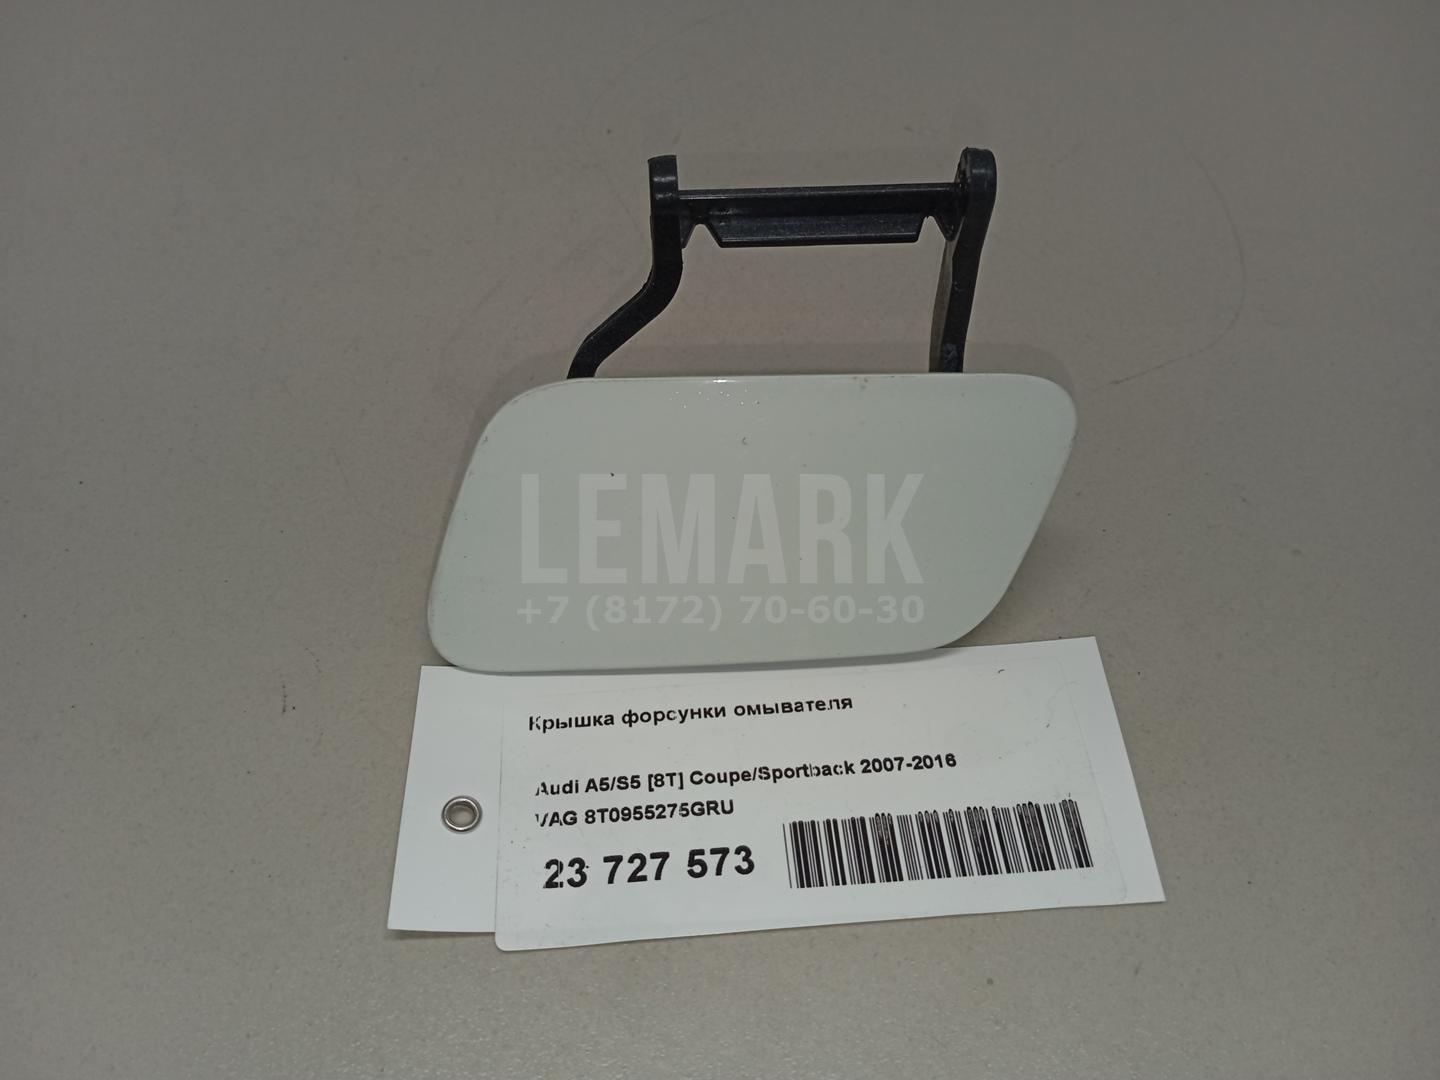 LEMARK
+7 (8172) 70-60-30
Крышка форсунки омывателя
Audi A5/S5 [8T] Coupe/Sportback 2007-2016
VAG 8T0955275GRU
23 727 573